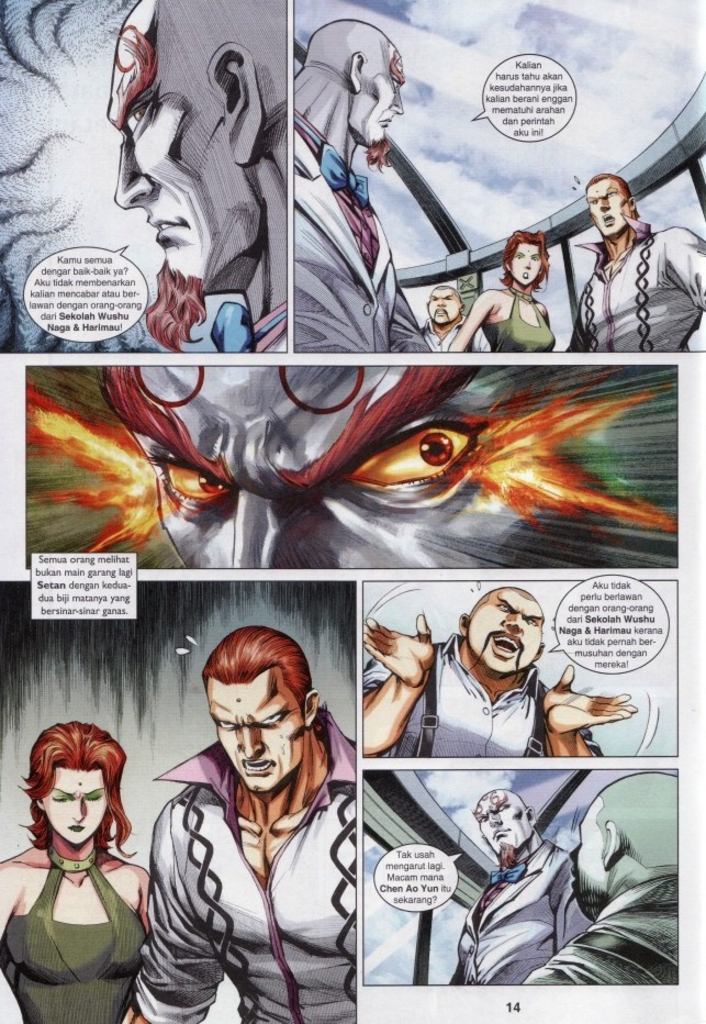 Kamu semua
dengar baik-baik ya?
Aku tidak membenarkan
kalian mencabar atau ber-
lawan dengan orang-orang
dari Sekolah Wushu
Naga & Harimau!
Kalian
harus tahu akan
kesudahannya jika
kalian berani enggan
mematuhi arahan
dan perintah
aku ini!
Semua orang melihat
bukan main garang lagi
Setan dengan kedua-
dua biji matanya yang
bersinar-sinar ganas.
Aku tidak
perlu berlawan
dengan orang-orang
dari Sekolah Wushu
Naga & Harimau kerana
aku tidak pernah ber-
musuhan dengan
mereka!
Tak usah
mengarut lagi.
Macam mana
Chen Ao Yun itu
sekarang?
14